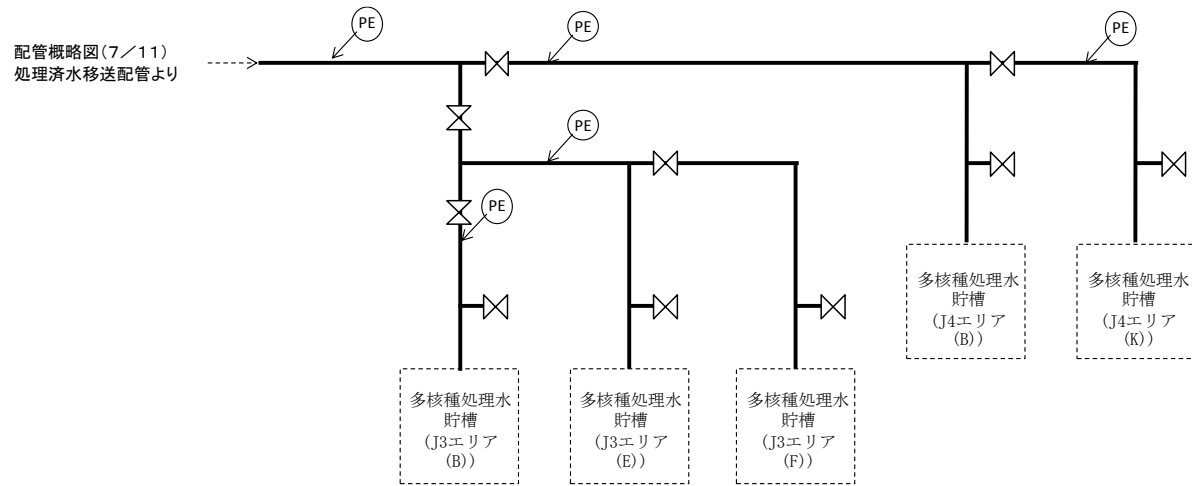 配管概略図(7/11)
処理済水移送配管より
PE
PE
PE
PE
PE
多核種処理水
貯槽
(J4エリア
(B))
多核種処理水
貯槽
(J4エリア
(K))
多核種処理水
貯槽
(J3エリア
(B))
多核種処理水
貯槽
(J3エリア
(E))
多核種処理水
貯槽
(J3エリア
(F))